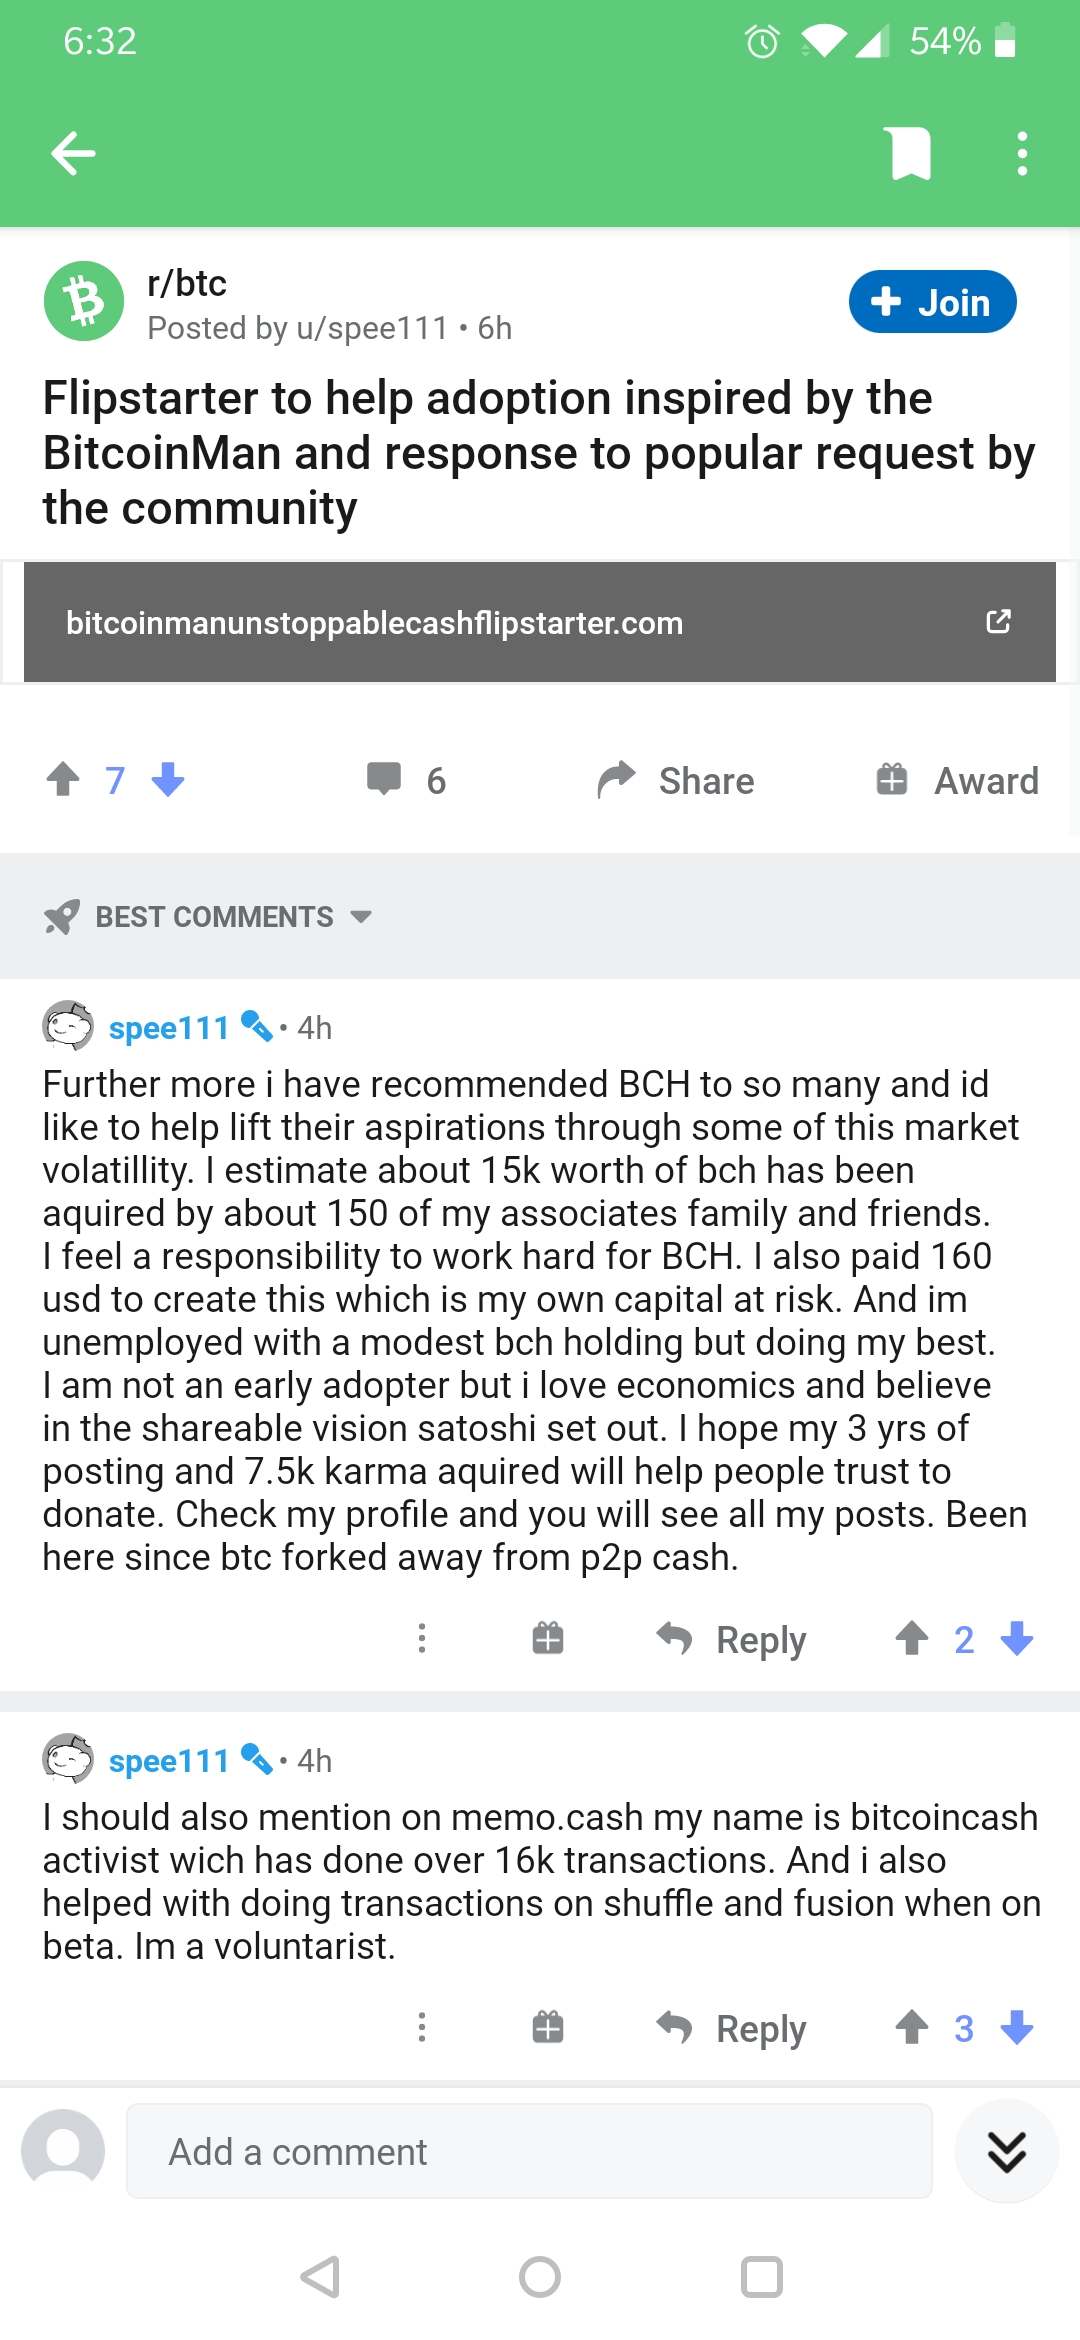 6:32
54%
r/btc
Posted by u/spee111 • 6h
+ Join
Flipstarter to help adoption inspired by the
BitcoinMan and response to popular request by
the community
bitcoinmanunstoppablecashflipstarter.com
7
6
Share
Award
BEST COMMENTS
spee111 • 4h
Further more i have recommended BCH to so many and id
like to help lift their aspirations through some of this market
volatillity. I estimate about 15k worth of bch has been
aquired by about 150 of my associates family and friends.
I feel a responsibility to work hard for BCH. I also paid 160
usd to create this which is my own capital at risk. And im
unemployed with a modest bch holding but doing my best.
I am not an early adopter but i love economics and believe
in the shareable vision satoshi set out. I hope my 3 yrs of
posting and 7.5k karma aquired will help people trust to
donate. Check my profile and you will see all my posts. Been
here since btc forked away from p2p cash.
Reply
2
spee111 • 4h
I should also mention on memo.cash my name is bitcoincash
activist wich has done over 16k transactions. And i also
helped with doing transactions on shuffle and fusion when on
beta. Im a voluntarist.
Reply
3
Add a comment